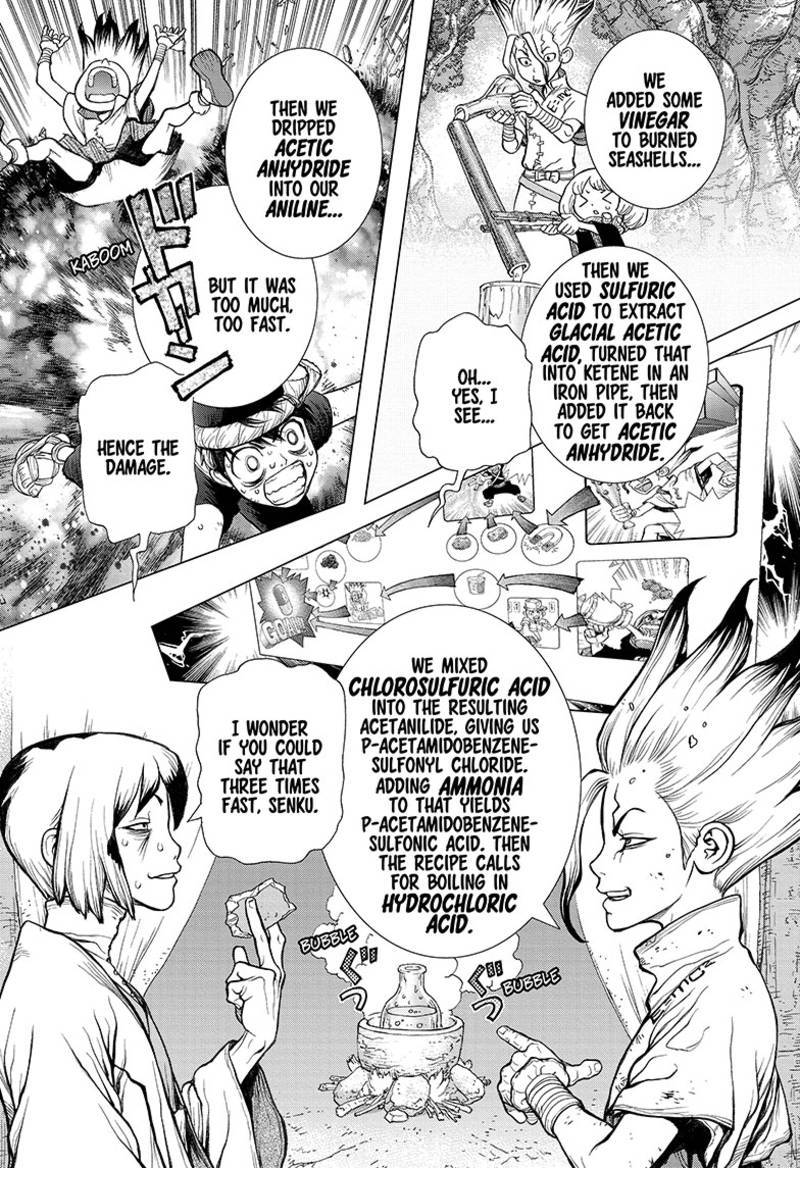 WE
ADDED SOME
VINEGAR
TO BURNED
SEASHELLS...
THEN WE
USED SULFURIC
ACID TO EXTRACT
GLACIAL ACETIC
ACID, TURNED THAT
INTO KETENE IN AN
IRON PIPE, THEN
ADDED IT BACK
TO GET ACETIC
ANHYDRIDE.
OH...
YES, I
SEE...
THEN WE
DRIPPED
ACETIC
ANHYDRIDE
INTO OUR
ANILINE...
BUT IT WAS
TOO MUCH,
TOO FAST.
KABOOM
ドカン
HENCE THE
DAMAGE.
WE MIXED
CHLOROSULFURIC ACID
INTO THE RESULTING
ACETANILIDE, GIVING US
P-ACETAMIDOBENZENE-
SULFONYL CHLORIDE.
ADDING AMMONIA
TO THAT YIELDS
P-ACETAMIDOBENZENE-
SULFONIC ACID. THEN
THE RECIPE CALLS
FOR BOILING IN
HYDROCHLORIC
ACID.
I WONDER
IF YOU COULD
SAY THAT
THREE TIMES
FAST, SENKU.
BUBBLE
BUBBLE
E=mc²